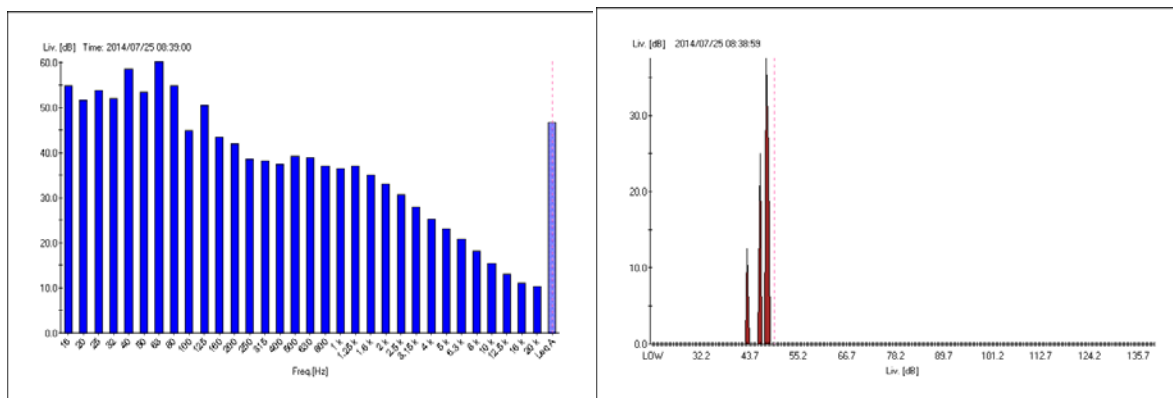 Liv. [dB] Time: 2014/07/25 08:39:00
60.0
50.0
40.0
30.0
20.0
10.0
0.0
16 20 25 32 40 50 63 80 100 125 160 200 250 315 400 500 630 800 1 k 1.25 k 1.6 k 2 k 2.5 k 3.15 k 4 k 5 k 6.3 k 8 k 10 k 12.5 k 16 k 20 k Leq.A
Freq.[Hz]
Liv. [dB] 2014/07/25 08:38:59
30.0
20.0
10.0
0.0
LOW 32.2 43.7 55.2 66.7 78.2 89.7 101.2 112.7 124.2 135.7
Liv. [dB]